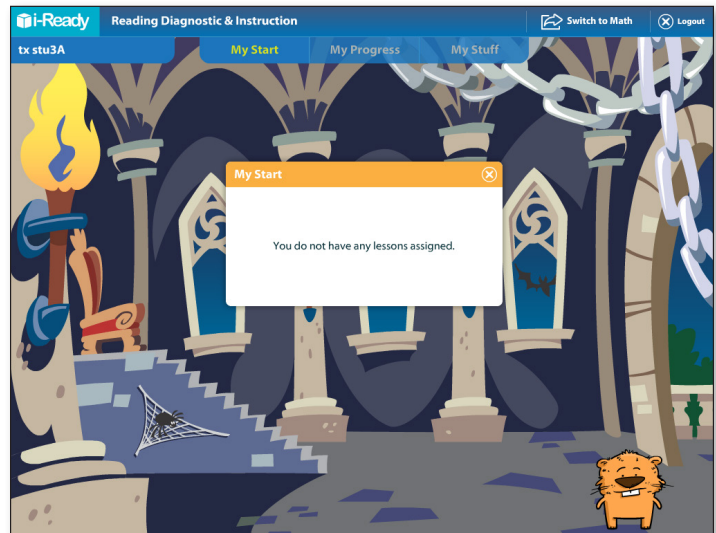 i-Ready Reading Diagnostic & Instruction Switch to Math Logout
tx stu3A My Start My Progress My Stuff
My Start
You do not have any lessons assigned.